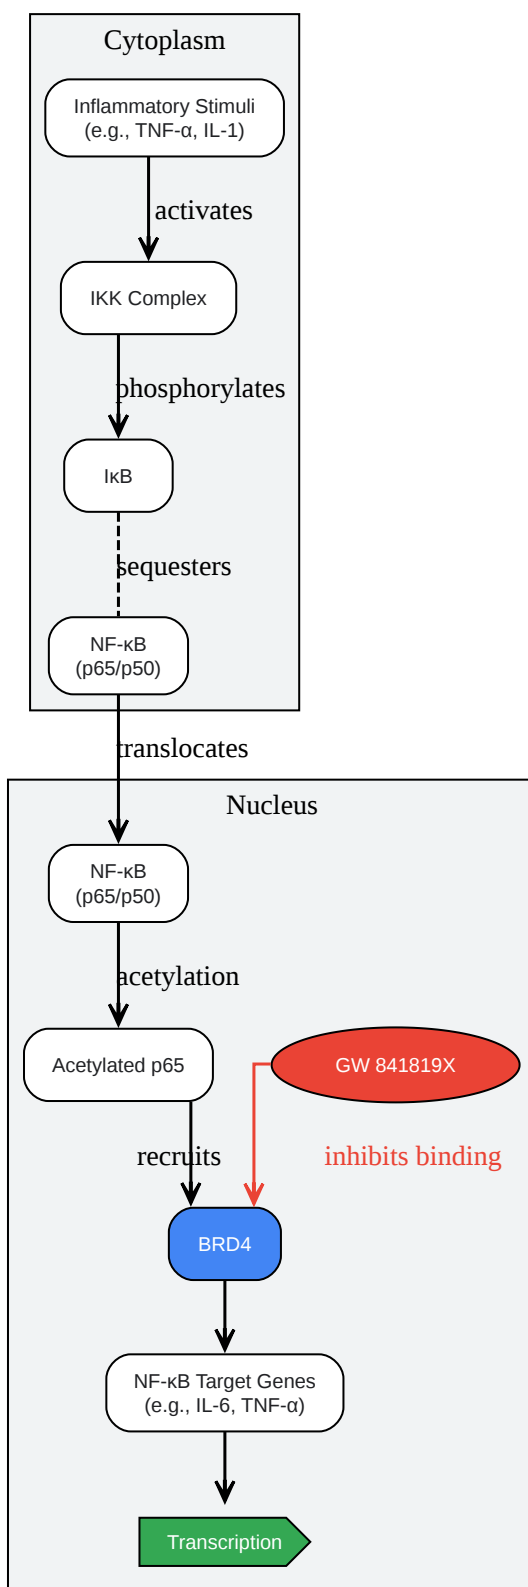 Cytoplasm
Inflammatory Stimuli
(e.g., TNF-α, IL-1)
activates
IKK Complex
phosphorylates
IκB
sequesters
NF-κB
(p65/p50)
translocates
Nucleus
NF-κB
(p65/p50)
acetylation
Acetylated p65
GW 841819X
recruits
inhibits binding
BRD4
NF-κB Target Genes
(e.g., IL-6, TNF-α)
Transcription